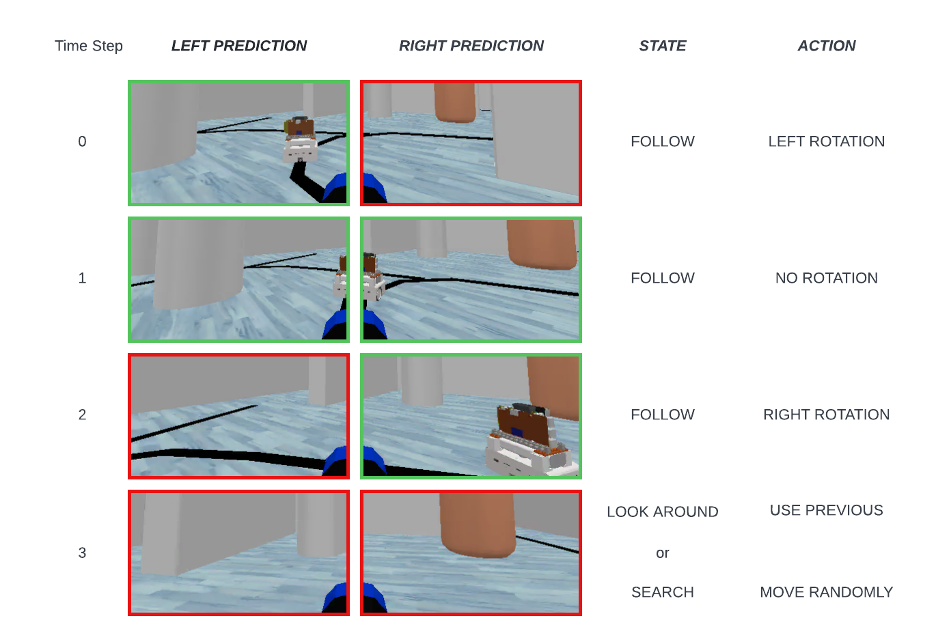 Time Step LEFT PREDICTION RIGHT PREDICTION STATE ACTION
0 FOLLOW LEFT ROTATION
1 FOLLOW NO ROTATION
2 FOLLOW RIGHT ROTATION
LOOK AROUND USE PREVIOUS
3 or
SEARCH MOVE RANDOMLY